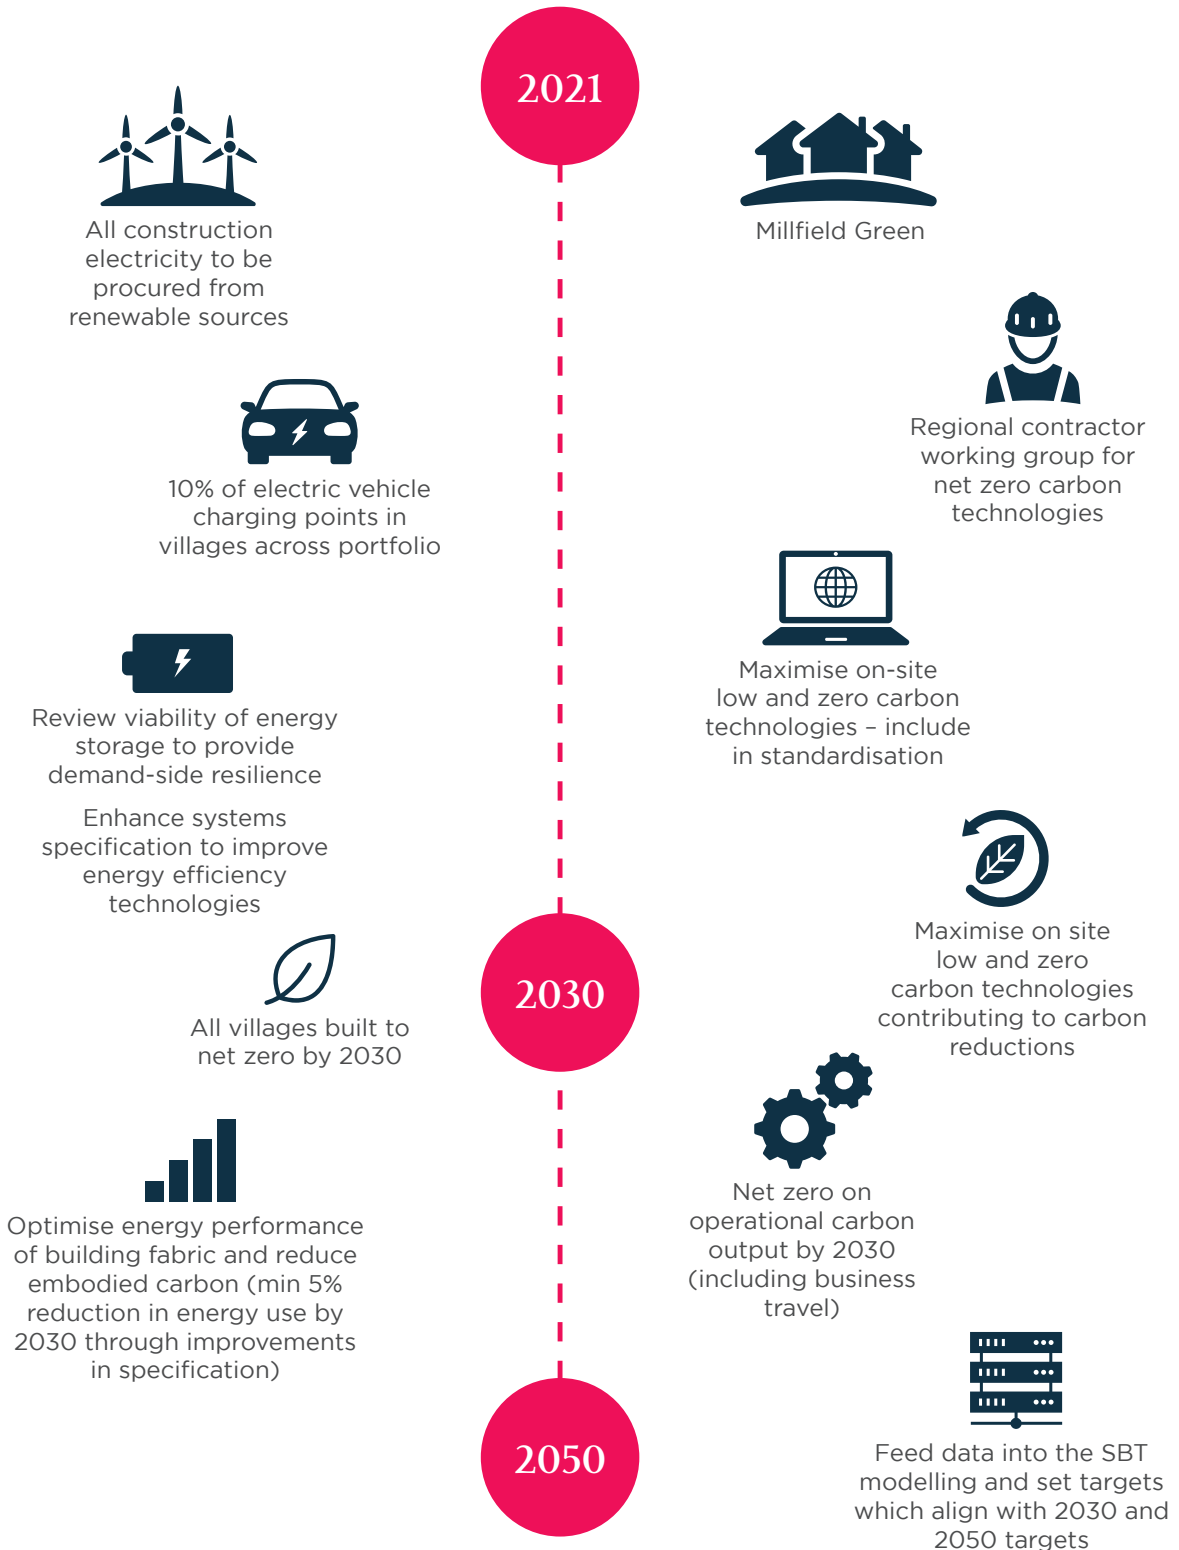 2021
All construction
electricity to be
procured from
renewable sources
Millfield Green
10% of electric vehicle
charging points in
villages across portfolio
Regional contractor
working group for
net zero carbon
technologies
Review viability of energy
storage to provide
demand-side resilience
Enhance systems
specification to improve
energy efficiency
technologies
Maximise on-site
low and zero carbon
technologies – include
in standardisation
2030
All villages built to
net zero by 2030
Maximise on site
low and zero
carbon technologies
contributing to carbon
reductions
Optimise energy performance
of building fabric and reduce
embodied carbon (min 5%
reduction in energy use by
2030 through improvements
in specification)
Net zero on
operational carbon
output by 2030
(including business
travel)
2050
Feed data into the SBT
modelling and set targets
which align with 2030 and
2050 targets